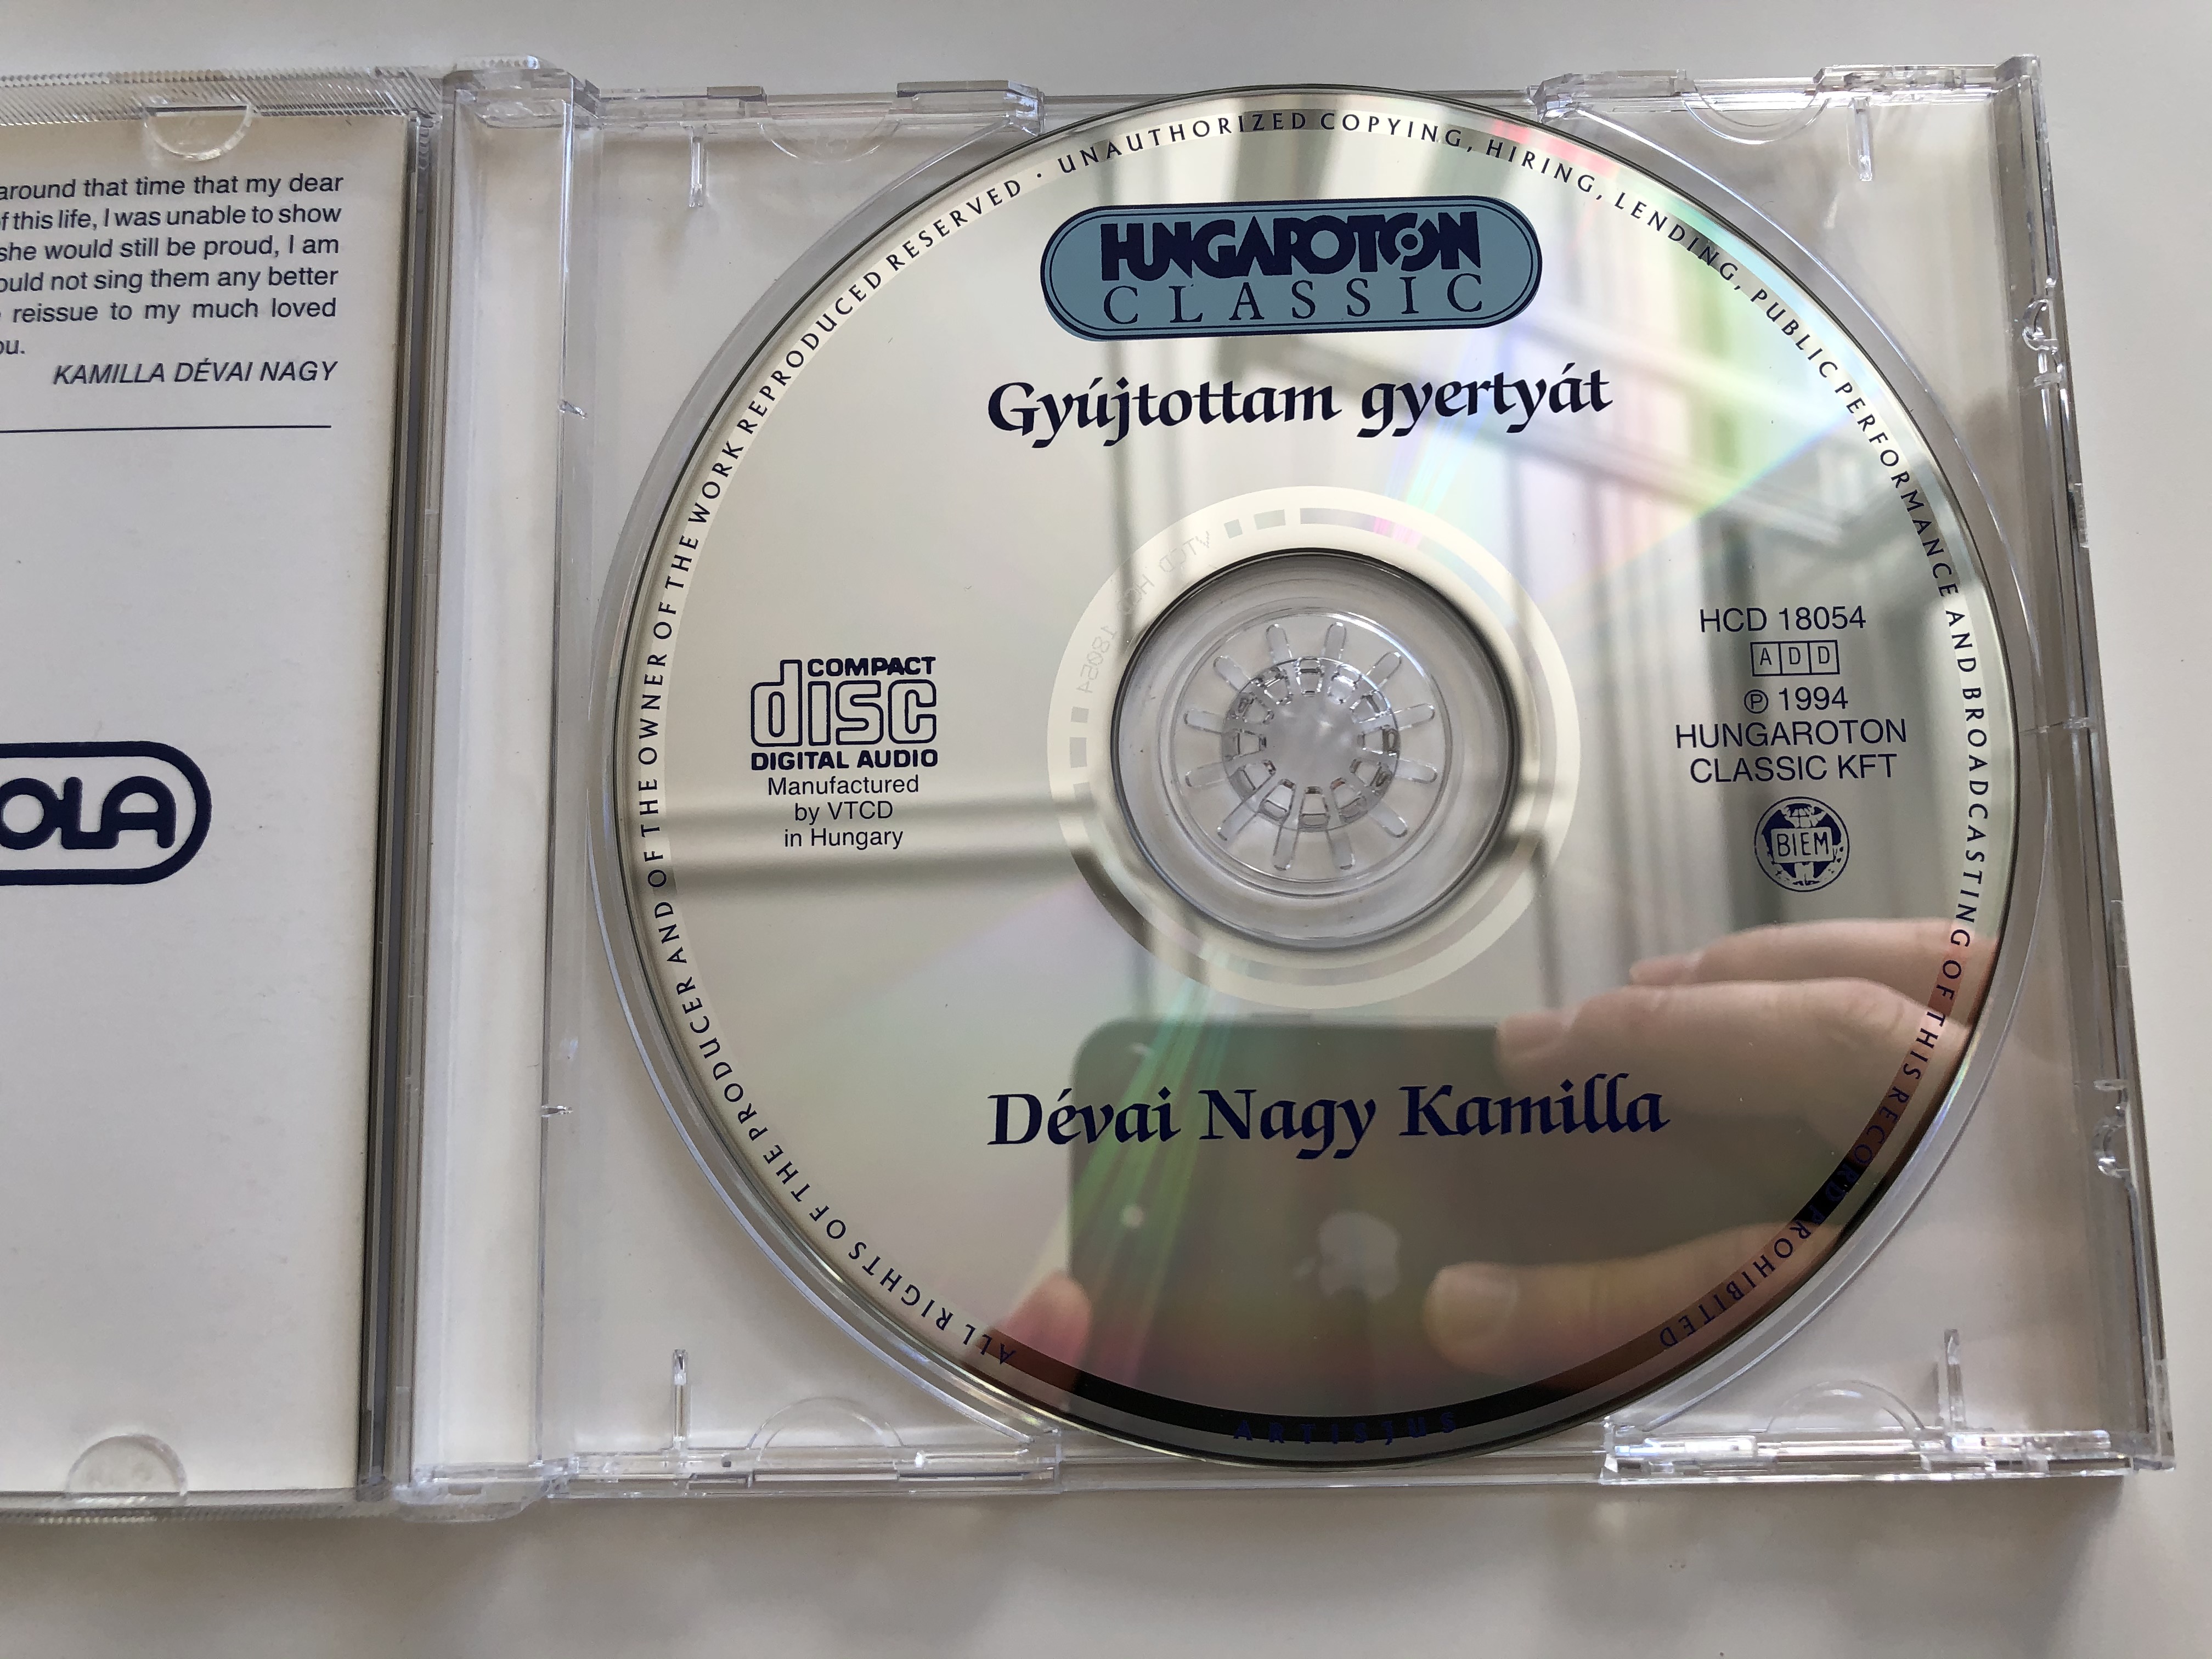 around that time that my dear
of this life, I was unable to show
she would still be proud, I am
ould not sing them any better
reissue to my much loved
ou.
KAMILLA DÉVAI NAGY
OLA
ALL RIGHTS OF THE PRODUCER AND OF THE OWNER OF THE WORK REPRODUCED RESERVED · UNAUTHORIZED COPYING, HIRING, LENDING, PUBLIC PERFORMANCE AND BROADCASTING OF THIS RECORD PROHIBITED
HUNGAROTON
CLASSIC
Gyújtottam gyertyát
VTCD HCD 18054
COMPACT
disc
DIGITAL AUDIO
Manufactured
by VTCD
in Hungary
HCD 18054
A D D
℗ 1994
HUNGAROTON
CLASSIC KFT
BIEM
Dévai Nagy Kamilla
ARTISJUS